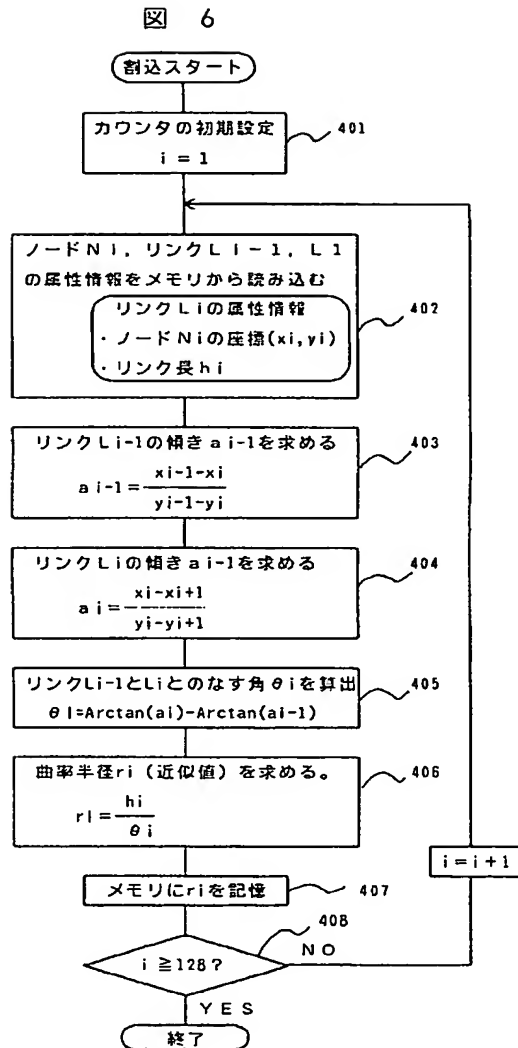 図 6
割込スタート
カウンタの初期設定
i = 1
401
ノードNi, リンクLi-1, L1
の属性情報をメモリから読み込む
リンクLiの属性情報
・ノードNiの座標(xi,yi)
・リンク長hi
402
リンクLi-1の傾きai-1を求める
ai-1=
xi-1-xi
yi-1-yi
403
リンクLiの傾きai-1を求める
ai=
xi-xi+1
yi-yi+1
404
リンクLi-1とLiとのなす角θiを算出
θl=Arctan(ai)-Arctan(ai-1)
405
曲率半径ri(近似値)を求める。
rl=
hi
θi
406
i=i+1
メモリにriを記憶
407
408
i≧128?
NO
YES
終了